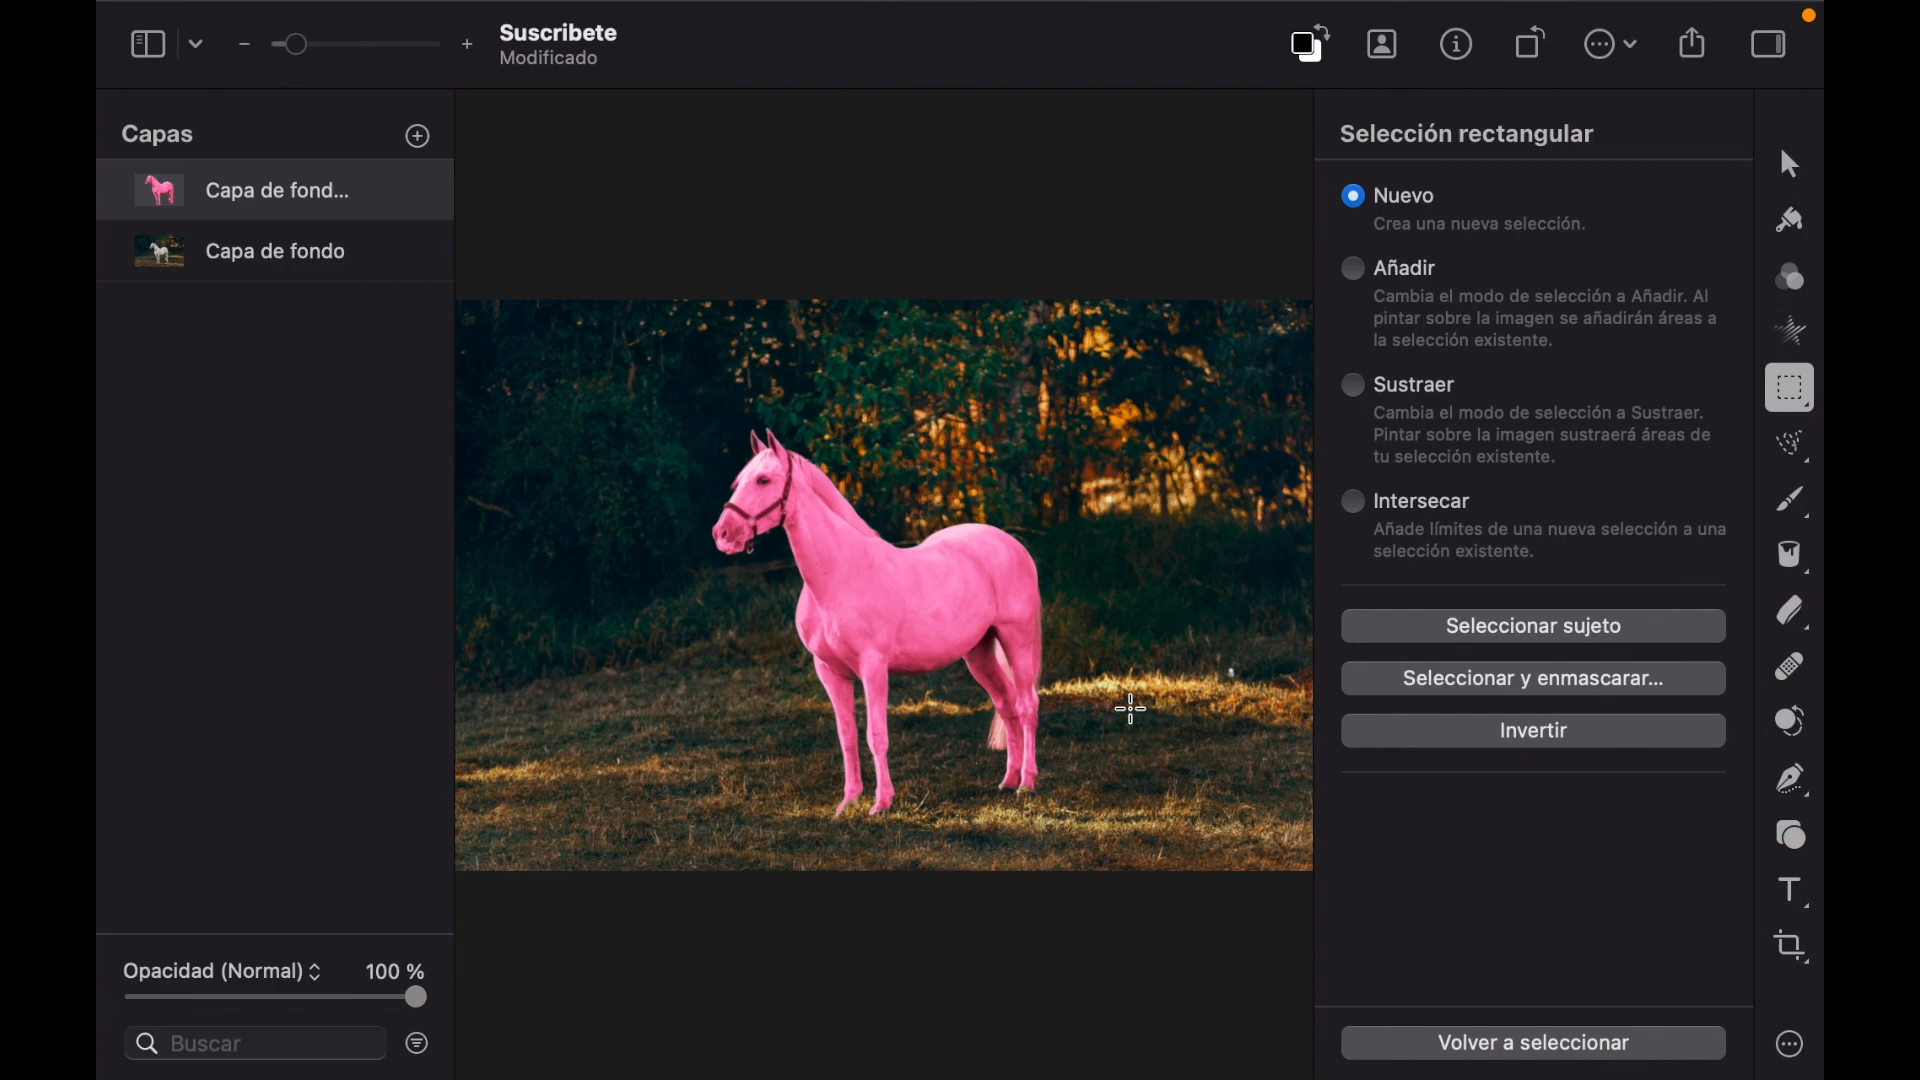 Suscribete
Modificado
Capas
Capa de fond...
Capa de fondo
Opacidad (Normal)
100 %
Buscar
Selección rectangular
Nuevo
Crea una nueva selección.
Añadir
Cambia el modo de selección a Añadir. Al
pintar sobre la imagen se añadirán áreas a
la selección existente.
Sustraer
Cambia el modo de selección a Sustraer.
Pintar sobre la imagen sustraerá áreas de
tu selección existente.
Intersecar
Añade límites de una nueva selección a una
selección existente.
Seleccionar sujeto
Seleccionar y enmascarar...
Invertir
Volver a seleccionar